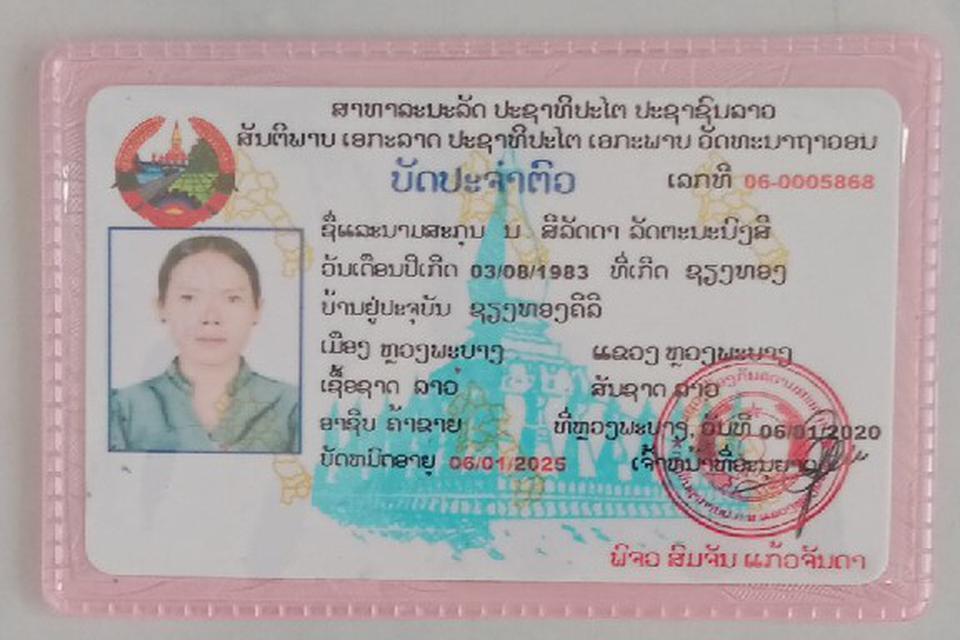 ສາທາລະນະລັດ ປະຊາທິປະໄຕ ປະຊາຊົນລາວ
ສັນຕິພາບ ເອກະລາດ ປະຊາທິປະໄຕ ເອກະພາບ ວັດທະນາຖາວອນ
ບັດປະຈຳຕົວ
ເລກທີ 06-0005868
ຊື່ແລະນາມສະກຸນ ນ. ສີລັດດາ ລັດຕະນະນົງສີ
ວັນເດືອນປີເກີດ 03/08/1983 ທີ່ເກີດ ຊຽງທອງ
ບ້ານຢູ່ປະຈຸບັນ ຊຽງທອງຄີລີ
ເມືອງ ຫຼວງພະບາງ ແຂວງ ຫຼວງພະບາງ
ເຊື້ອຊາດ ລາວ ສັນຊາດ ລາວ
ອາຊີບ ຄ້າຂາຍ ທີ່ຫຼວງພະບາງ, ວັນທີ 06/01/2020
ບັດຫມົດອາຍຸ 06/01/2025 ເຈົ້າຫນ້າທີ່ອະນຸຍາດ
ພົຈວ ສົມຈັນ ແກ້ວຈັນດາ